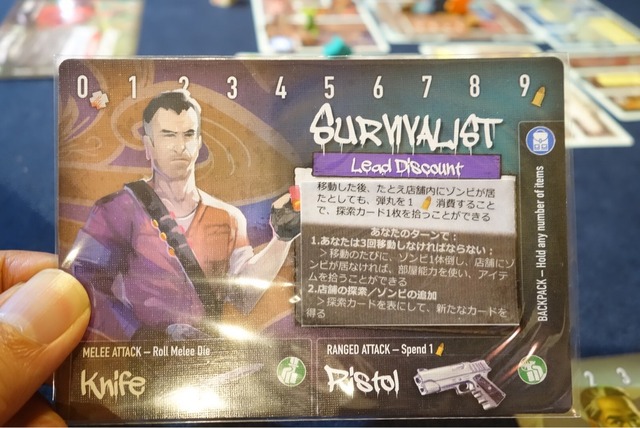 0 1 2 3 4 5 6 7 8 9
SURVIVALIST
Lead Discount
移動した後、たとえ店舗内にゾンビが居
たとしても、弾丸を1 消費すること
で、探索カード1枚を拾うことができる
あなたのターンで：
1.あなたは3回移動しなければならない：
＞移動のたびに、ゾンビ1体倒し、店舗にゾ
ンビが居なければ、部屋能力を使い、アイテ
ムを拾うことができる
2.店舗の探索／ゾンビの追加
＞探索カードを表にして、新たなカードを
得る
BACKPACK – Hold any number of items
MELEE ATTACK – Roll Melee Die
Knife
RANGED ATTACK – Spend 1
Pistol